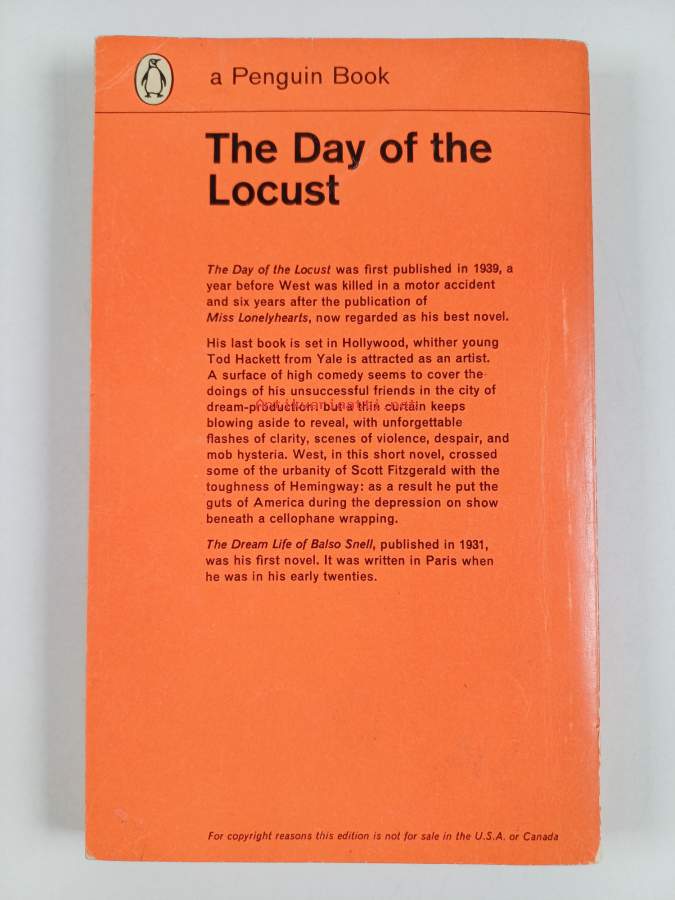 a Penguin Book
The Day of the
Locust
The Day of the Locust was first published in 1939, a
year before West was killed in a motor accident
and six years after the publication of
Miss Lonelyhearts, now regarded as his best novel.
His last book is set in Hollywood, whither young
Tod Hackett from Yale is attracted as an artist.
A surface of high comedy seems to cover the
doings of his unsuccessful friends in the city of
dream-production, but a thin curtain keeps
blowing aside to reveal, with unforgettable
flashes of clarity, scenes of violence, despair, and
mob hysteria. West, in this short novel, crossed
some of the urbanity of Scott Fitzgerald with the
toughness of Hemingway: as a result he put the
guts of America during the depression on show
beneath a cellophane wrapping.
The Dream Life of Balso Snell, published in 1931,
was his first novel. It was written in Paris when
he was in his early twenties.
For copyright reasons this edition is not for sale in the U.S.A. or Canada